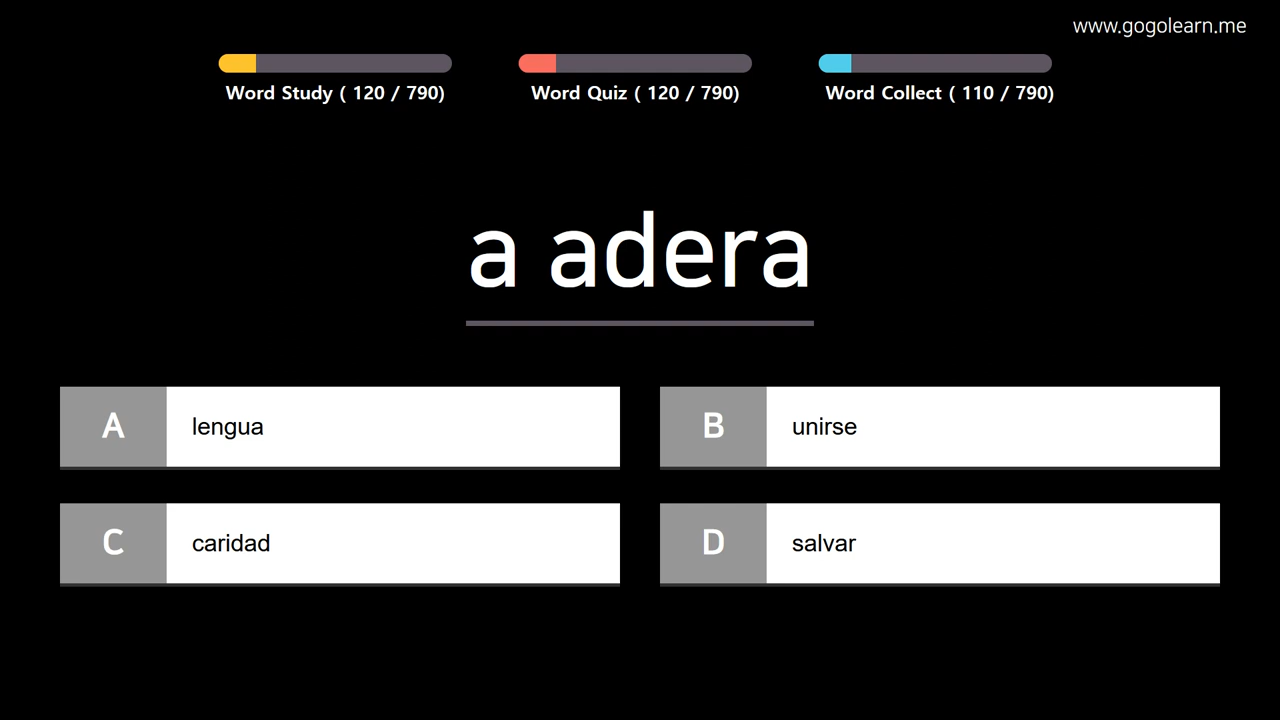 www.gogolearn.me
Word Study ( 120 / 790)
Word Quiz ( 120 / 790)
Word Collect ( 110 / 790)
a adera
A lengua
B unirse
C caridad
D salvar